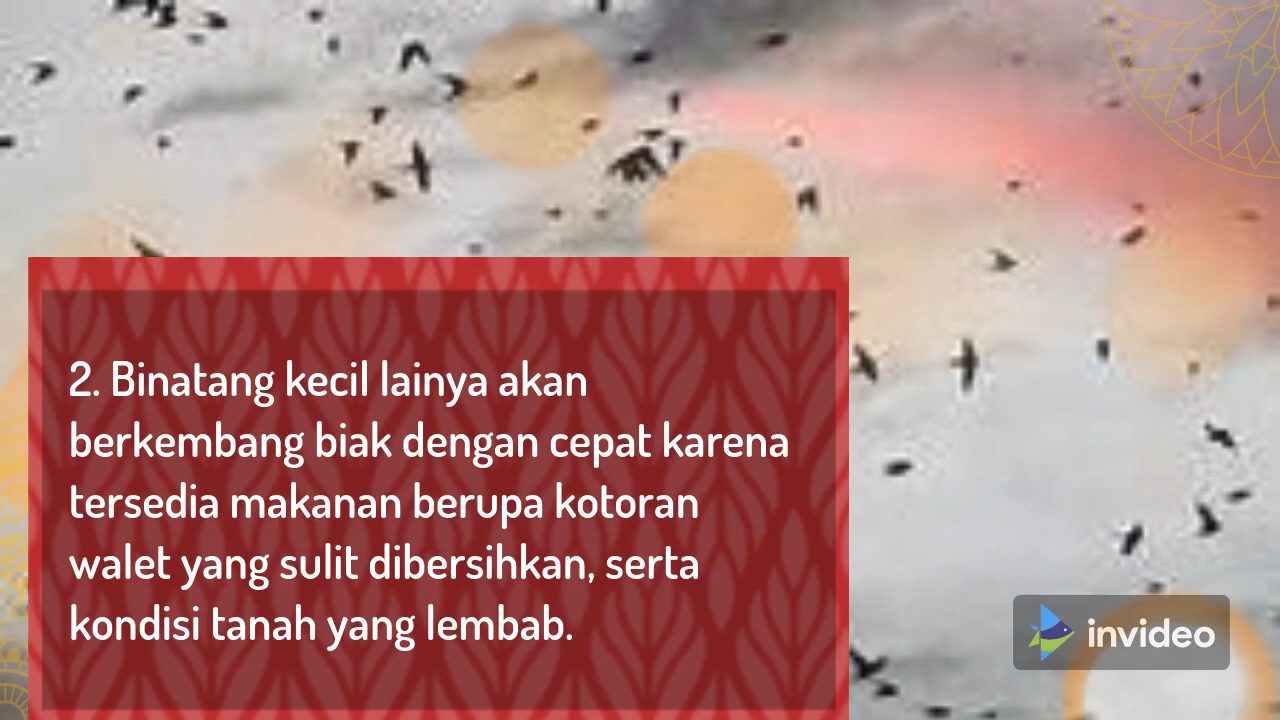 2. Binatang kecil lainya akan
berkembang biak dengan cepat karena
tersedia makanan berupa kotoran
walet yang sulit dibersihkan, serta
kondisi tanah yang lembab.
invideo